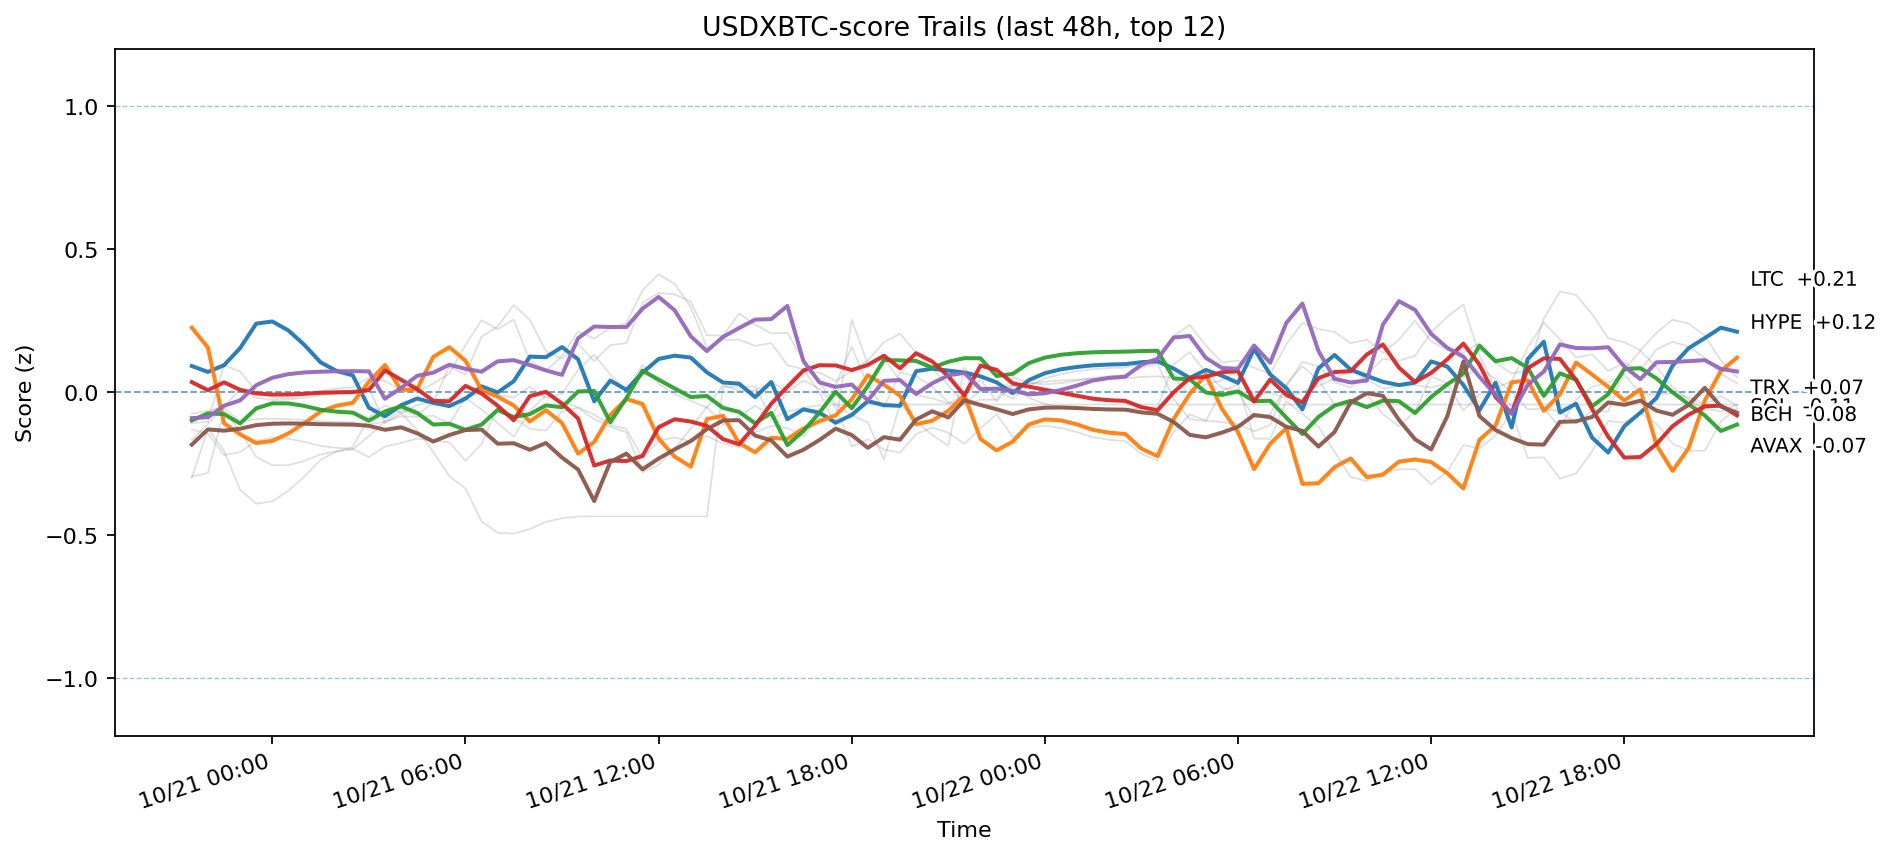 USDXBTC-score Trails (last 48h, top 12)
Score (z)
1.0
0.5
0.0
−0.5
−1.0
LTC +0.21
HYPE +0.12
TRX +0.07
BCH -0.08
AVAX -0.07
10/21 00:00
10/21 06:00
10/21 12:00
10/21 18:00
10/22 00:00
10/22 06:00
10/22 12:00
10/22 18:00
Time